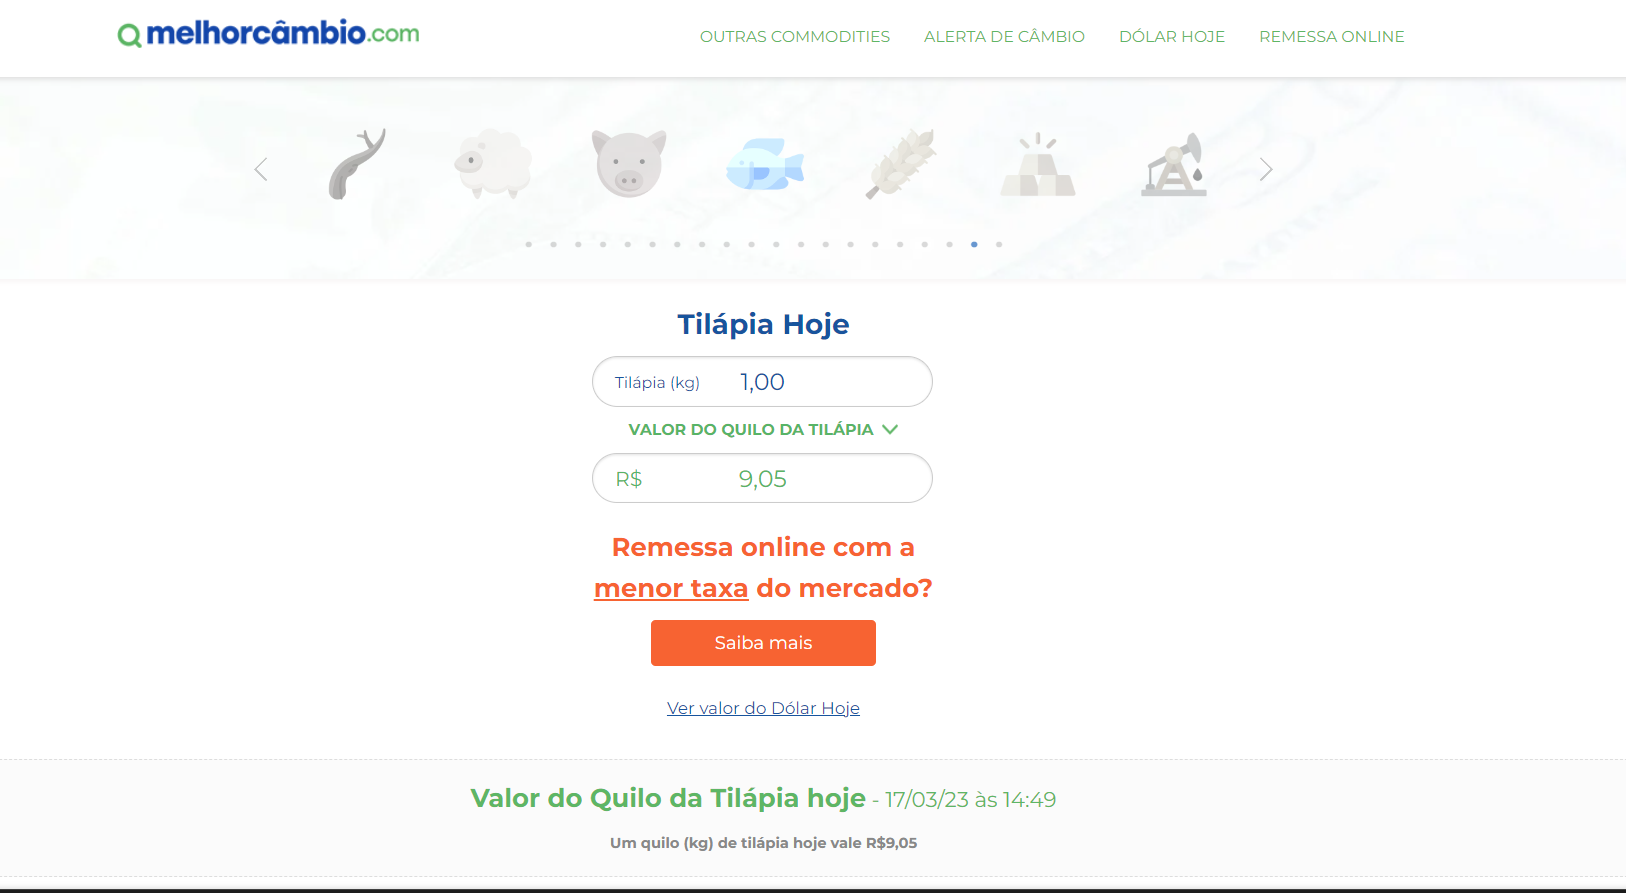 melhorcâmbio.com
OUTRAS COMMODITIES ALERTA DE CÂMBIO DÓLAR HOJE REMESSA ONLINE
Tilápia Hoje
Tilápia (kg) 1,00
VALOR DO QUILO DA TILÁPIA
R$ 9,05
Remessa online com a
menor taxa do mercado?
Saiba mais
Ver valor do Dólar Hoje
Valor do Quilo da Tilápia hoje - 17/03/23 às 14:49
Um quilo (kg) de tilápia hoje vale R$9,05